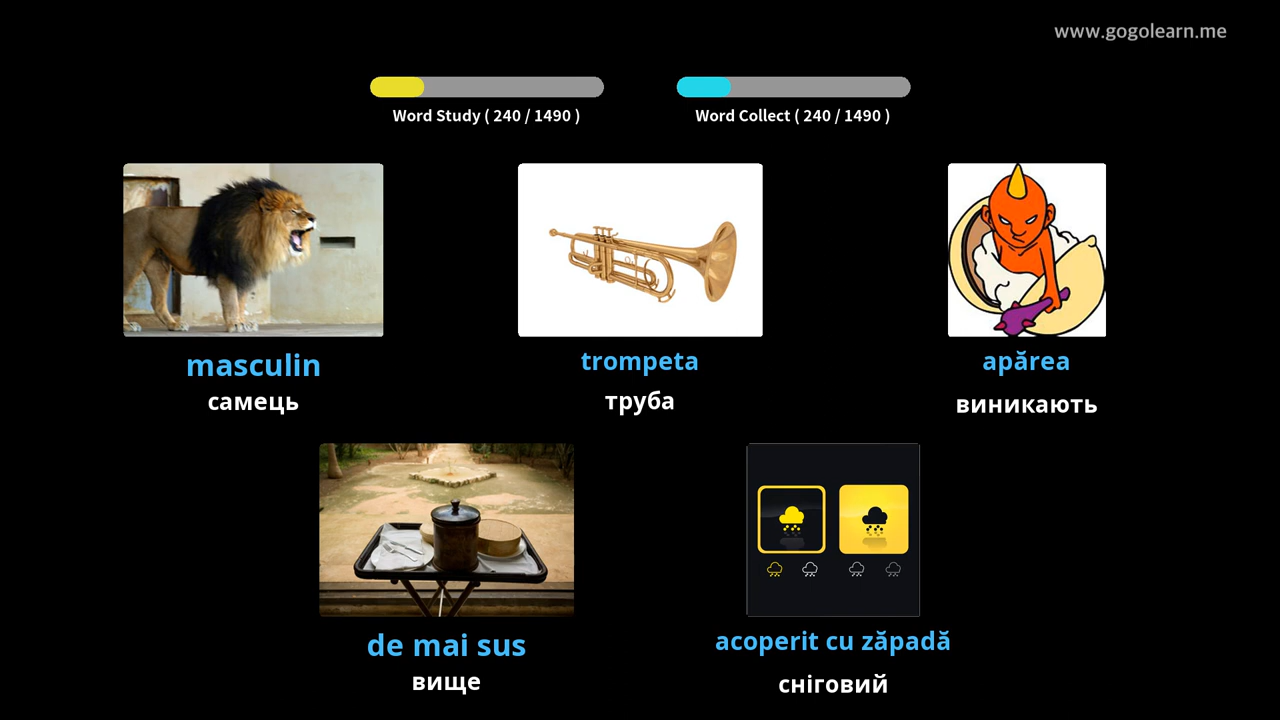 www.gogolearn.me
Word Study ( 240 / 1490 )
Word Collect ( 240 / 1490 )
masculin
самець
trompeta
труба
apărea
виникають
de mai sus
вище
acoperit cu zăpadă
сніговий